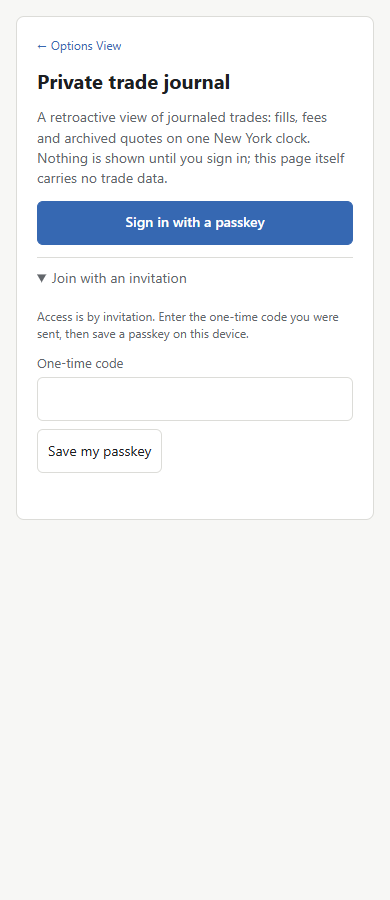 ← Options View
Private trade journal
A retroactive view of journaled trades: fills, fees
and archived quotes on one New York clock.
Nothing is shown until you sign in; this page itself
carries no trade data.
Sign in with a passkey
▼ Join with an invitation
Access is by invitation. Enter the one-time code you were
sent, then save a passkey on this device.
One-time code
Save my passkey